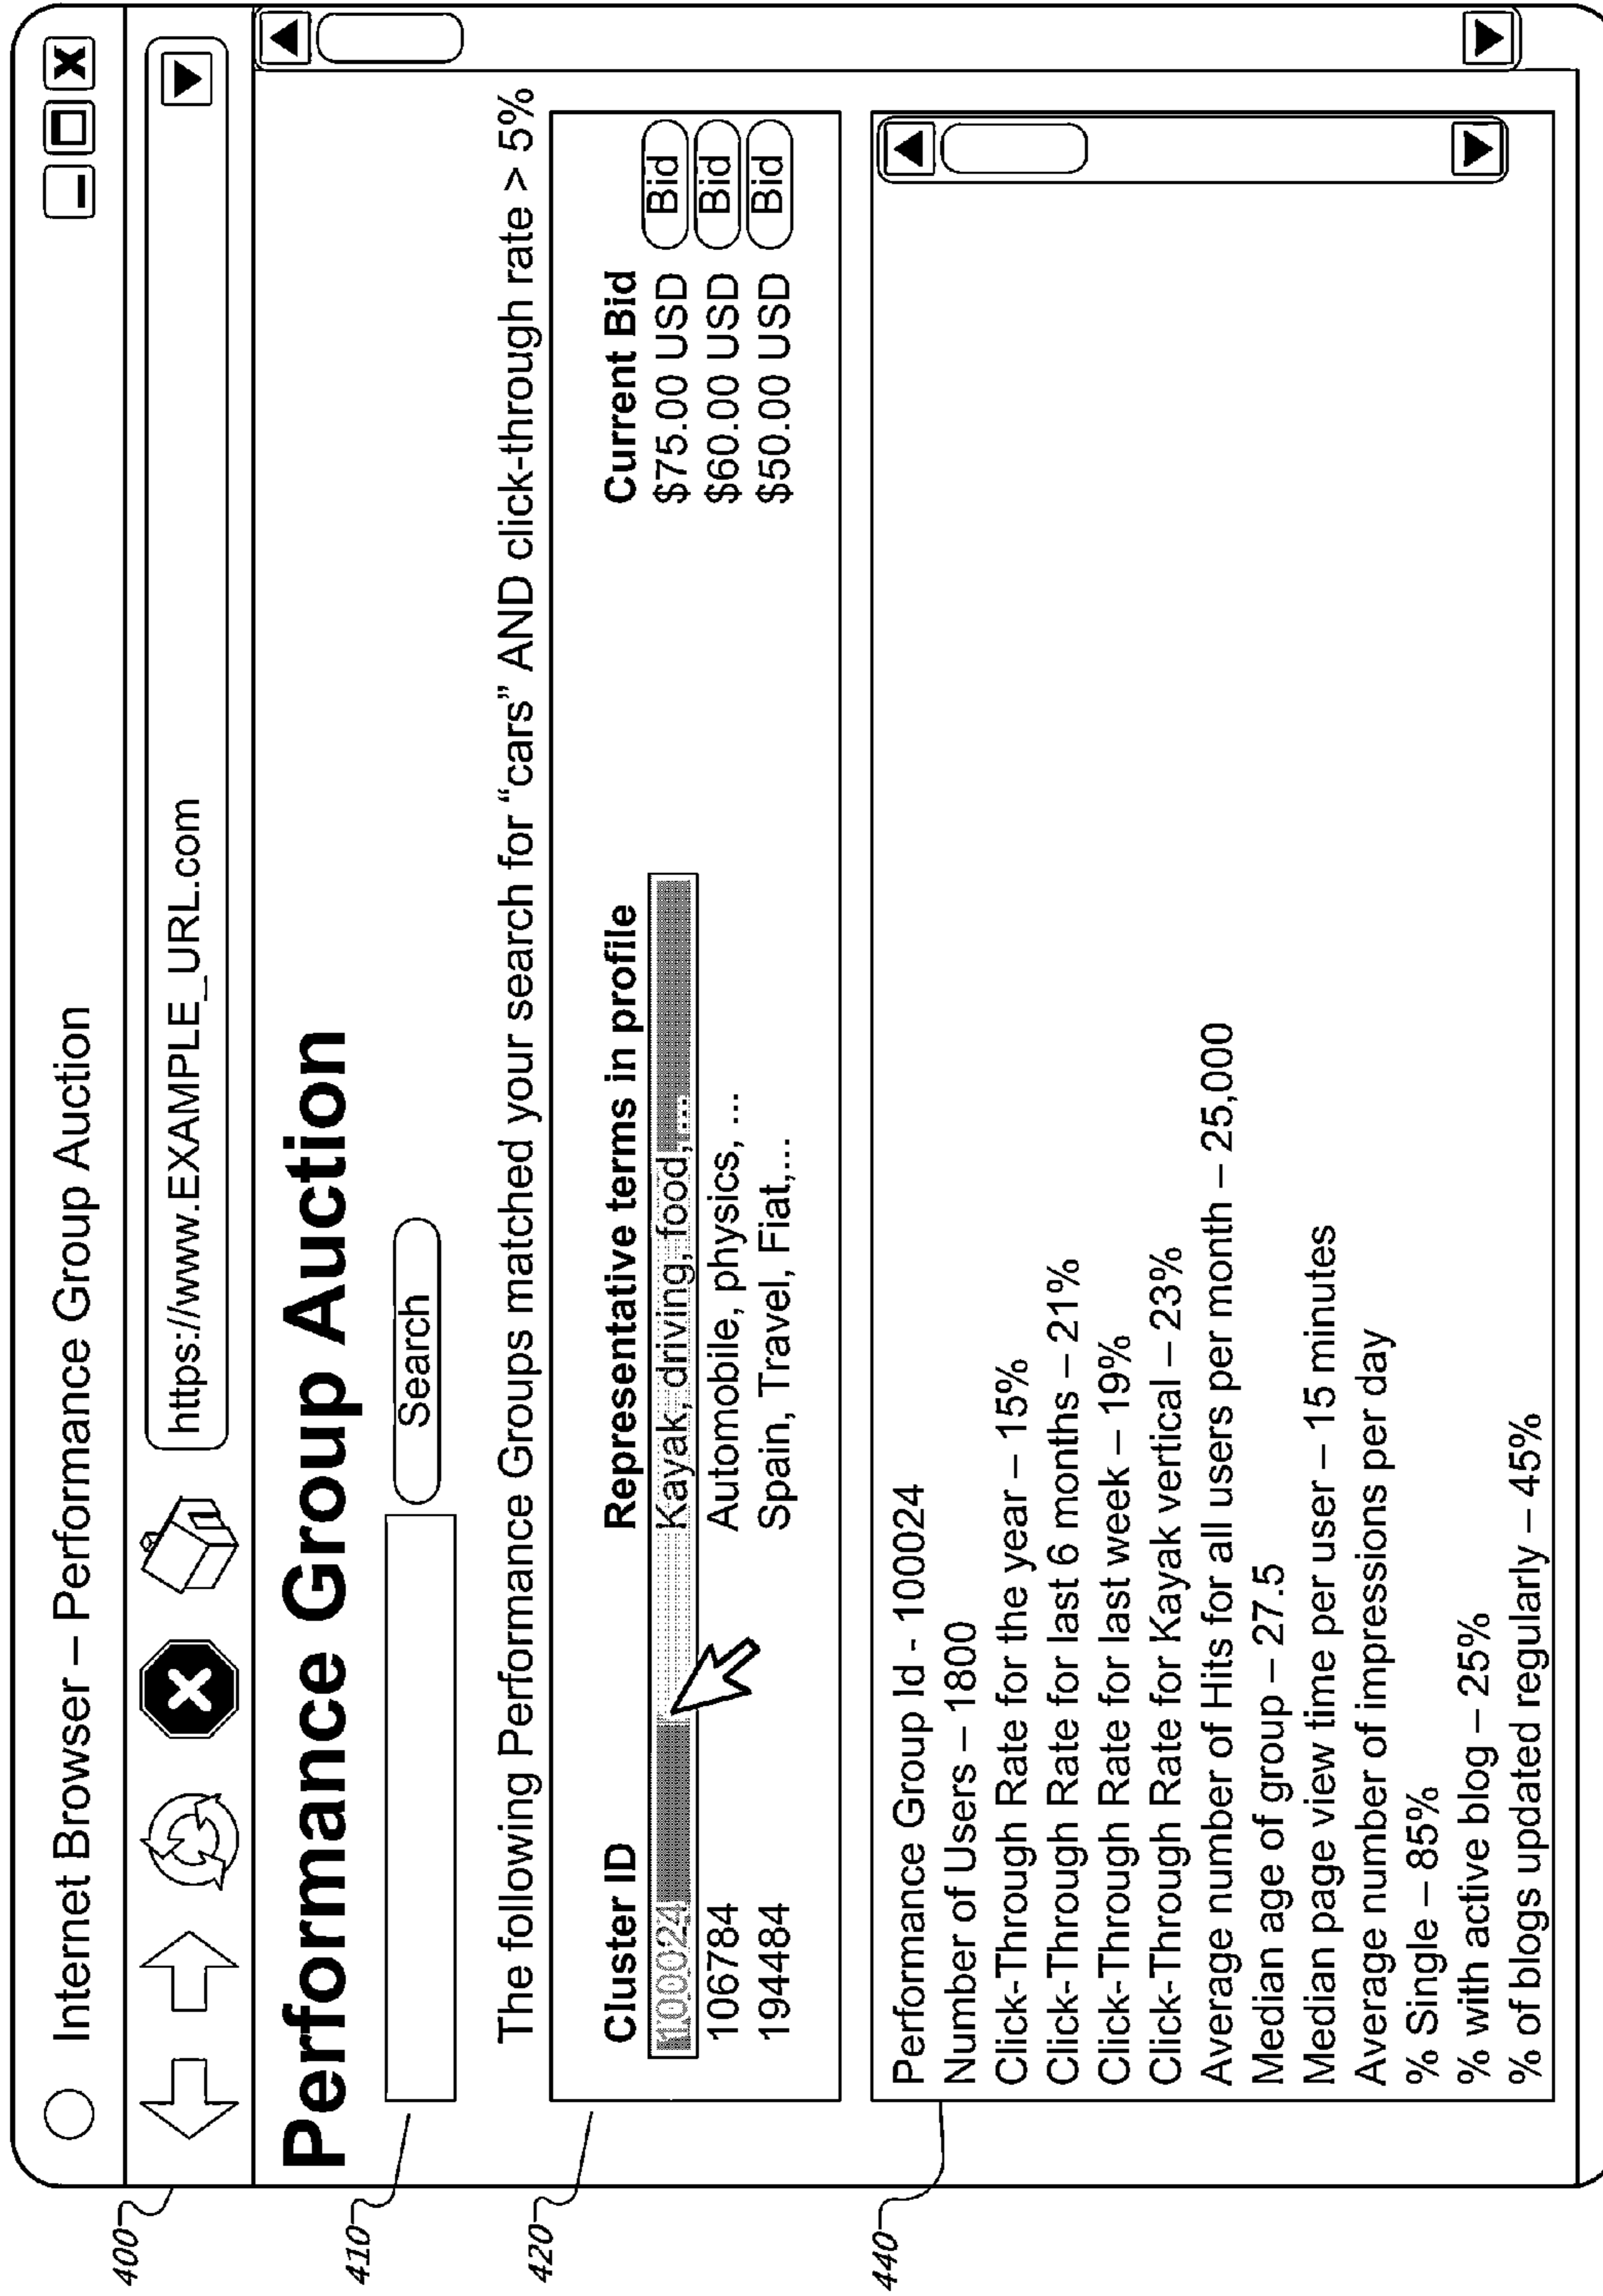 Internet Browser – Performance Group Auction
https://www.EXAMPLE_URL.com
400
Performance Group Auction
410
Search
The following Performance Groups matched your search for “cars” AND click-through rate > 5%
420
Cluster ID Representative terms in profile Current Bid
100024 Kayak, driving, food,... $75.00 USD Bid
106784 Automobile, physics, ... $60.00 USD Bid
194484 Spain, Travel, Fiat,... $50.00 USD Bid
440
Performance Group Id - 100024
Number of Users – 1800
Click-Through Rate for the year – 15%
Click-Through Rate for last 6 months – 21%
Click-Through Rate for last week – 19%
Click-Through Rate for Kayak vertical – 23%
Average number of Hits for all users per month – 25,000
Median age of group – 27.5
Median page view time per user – 15 minutes
Average number of impressions per day
% Single – 85%
% with active blog – 25%
% of blogs updated regularly – 45%